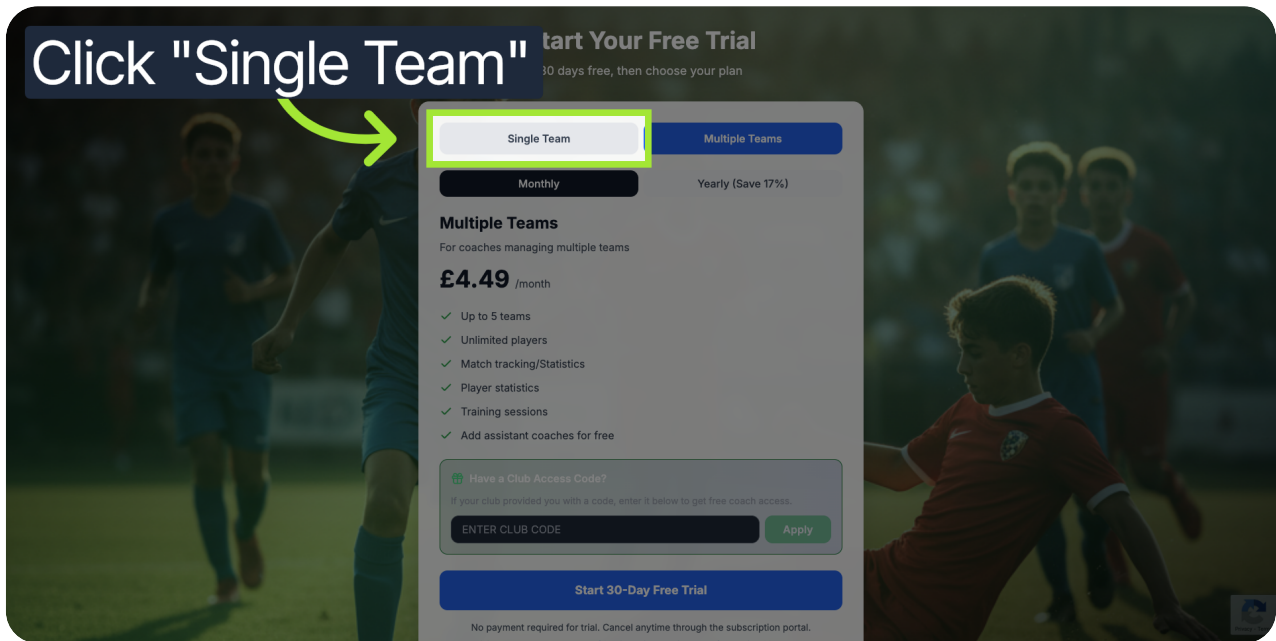 Click "Single Team"
tart Your Free Trial
30 days free, then choose your plan
Single Team
Multiple Teams
Monthly
Yearly (Save 17%)
Multiple Teams
For coaches managing multiple teams
£4.49 /month
Up to 5 teams
Unlimited players
Match tracking/Statistics
Player statistics
Training sessions
Add assistant coaches for free
Have a Club Access Code?
If your club provided you with a code, enter it below to get free coach access.
ENTER CLUB CODE
Apply
Start 30-Day Free Trial
No payment required for trial. Cancel anytime through the subscription portal.